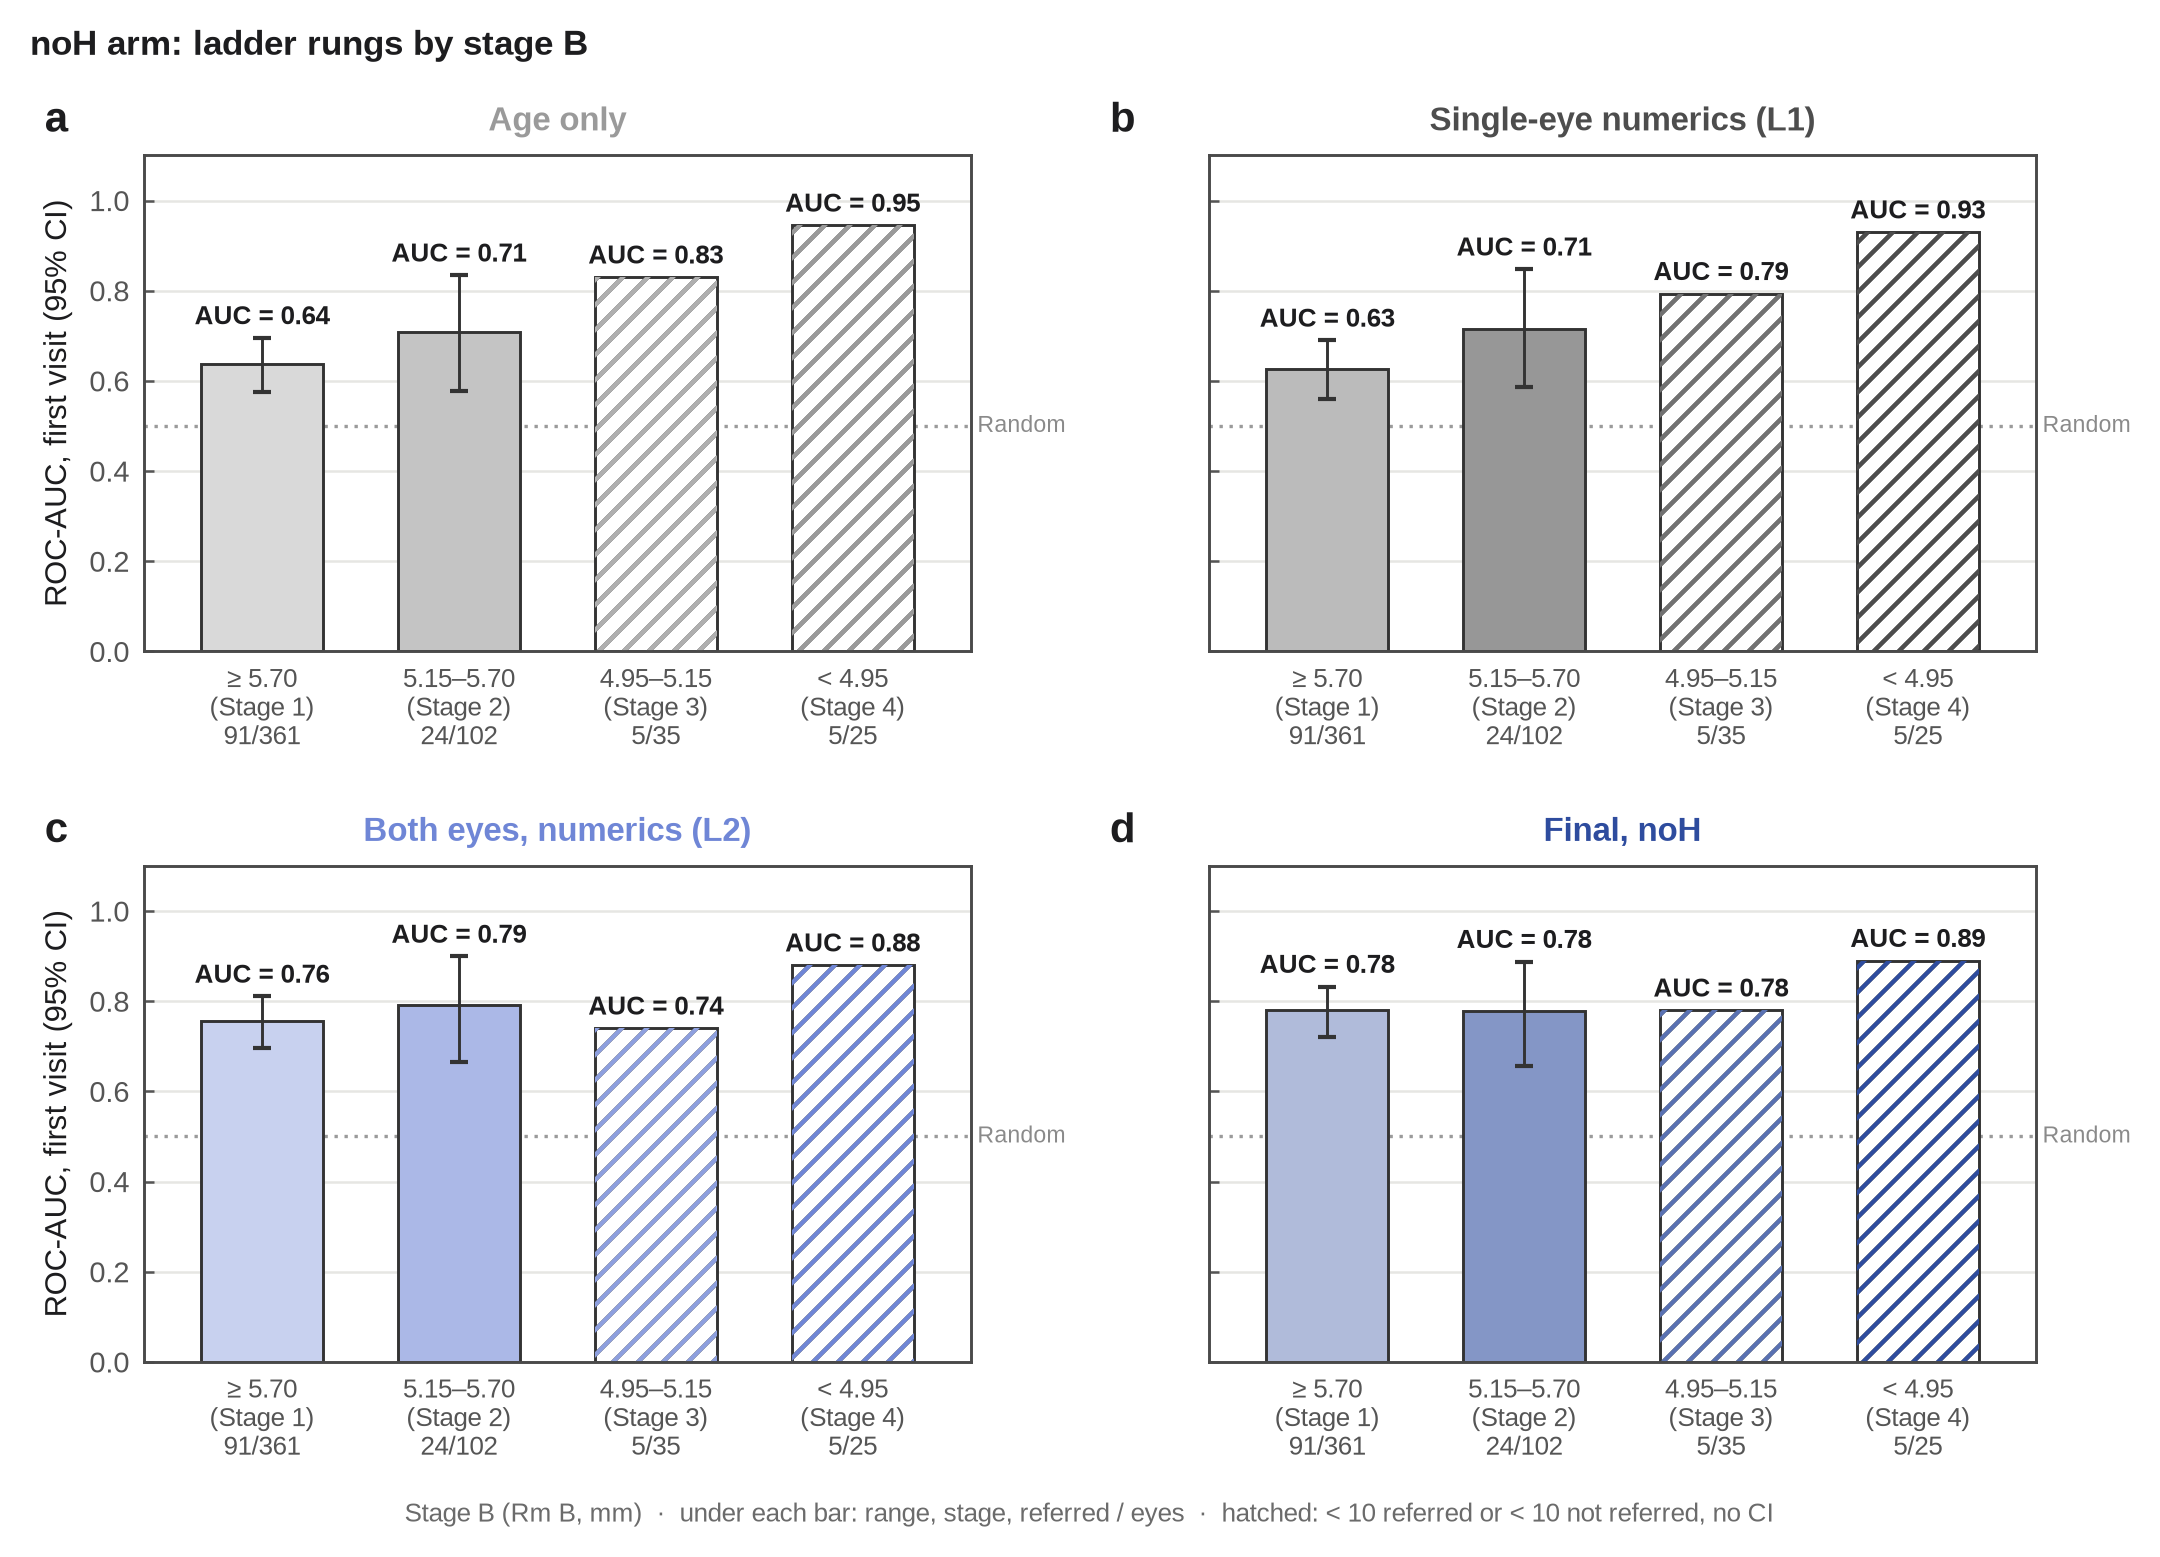 noH arm: ladder rungs by stage B
a
Age only
ROC-AUC, first visit (95% CI)
1.0
0.8
0.6
0.4
0.2
0.0
AUC = 0.64
AUC = 0.71
AUC = 0.83
AUC = 0.95
Random
≥ 5.70
(Stage 1)
91/361
5.15–5.70
(Stage 2)
24/102
4.95–5.15
(Stage 3)
5/35
< 4.95
(Stage 4)
5/25
b
Single-eye numerics (L1)
AUC = 0.63
AUC = 0.71
AUC = 0.79
AUC = 0.93
Random
≥ 5.70
(Stage 1)
91/361
5.15–5.70
(Stage 2)
24/102
4.95–5.15
(Stage 3)
5/35
< 4.95
(Stage 4)
5/25
c
Both eyes, numerics (L2)
ROC-AUC, first visit (95% CI)
1.0
0.8
0.6
0.4
0.2
0.0
AUC = 0.76
AUC = 0.79
AUC = 0.74
AUC = 0.88
Random
≥ 5.70
(Stage 1)
91/361
5.15–5.70
(Stage 2)
24/102
4.95–5.15
(Stage 3)
5/35
< 4.95
(Stage 4)
5/25
d
Final, noH
AUC = 0.78
AUC = 0.78
AUC = 0.78
AUC = 0.89
Random
≥ 5.70
(Stage 1)
91/361
5.15–5.70
(Stage 2)
24/102
4.95–5.15
(Stage 3)
5/35
< 4.95
(Stage 4)
5/25
Stage B (Rm B, mm) · under each bar: range, stage, referred / eyes · hatched: < 10 referred or < 10 not referred, no CI